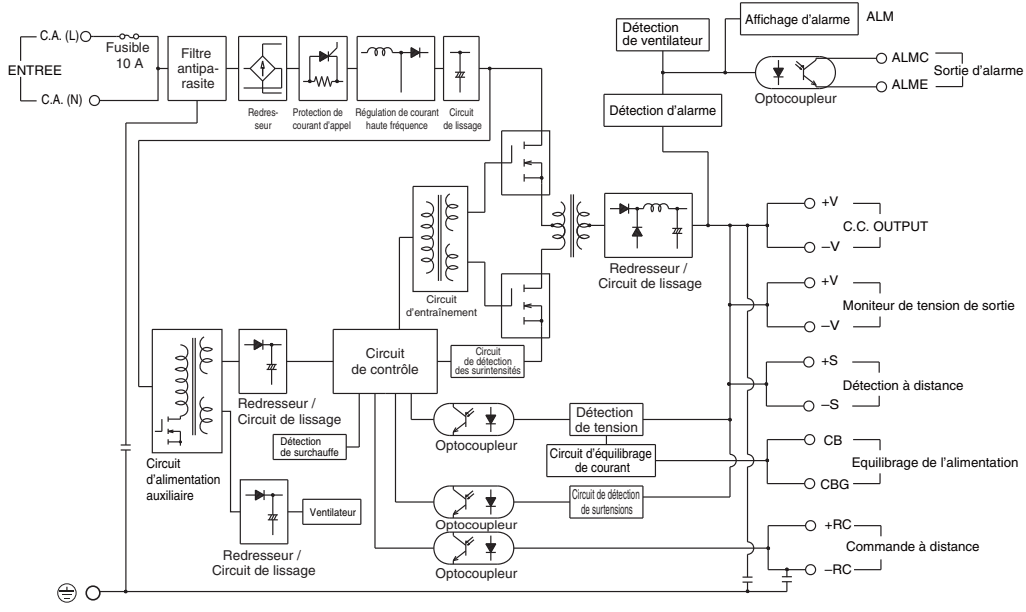 C.A. (L)
Fusible
10 A
ENTREE
C.A. (N)
Filtre
antipa-
rasite
Redres-
seur
Protection de
courant d'appel
Régulation de courant
haute fréquence
Circuit
de lissage
Détection
de ventilateur
Affichage d'alarme
ALM
Optocoupleur
ALMC
ALME
Sortie d'alarme
Détection d'alarme
Circuit
d'entraînement
Redresseur /
Circuit de lissage
+V
C.C. OUTPUT
–V
+V
Moniteur de tension de sortie
–V
+S
Détection à distance
–S
CB
Equilibrage de l'alimentation
CBG
+RC
Commande à distance
–RC
Circuit
de contrôle
Circuit
de détection
des surintensités
Redresseur /
Circuit de lissage
Détection
de surchauffe
Circuit
d'alimentation
auxiliaire
Ventilateur
Redresseur /
Circuit de lissage
Optocoupleur
Détection
de tension
Circuit d'équilibrage
de courant
Optocoupleur
Circuit de détection
de surtensions
Optocoupleur